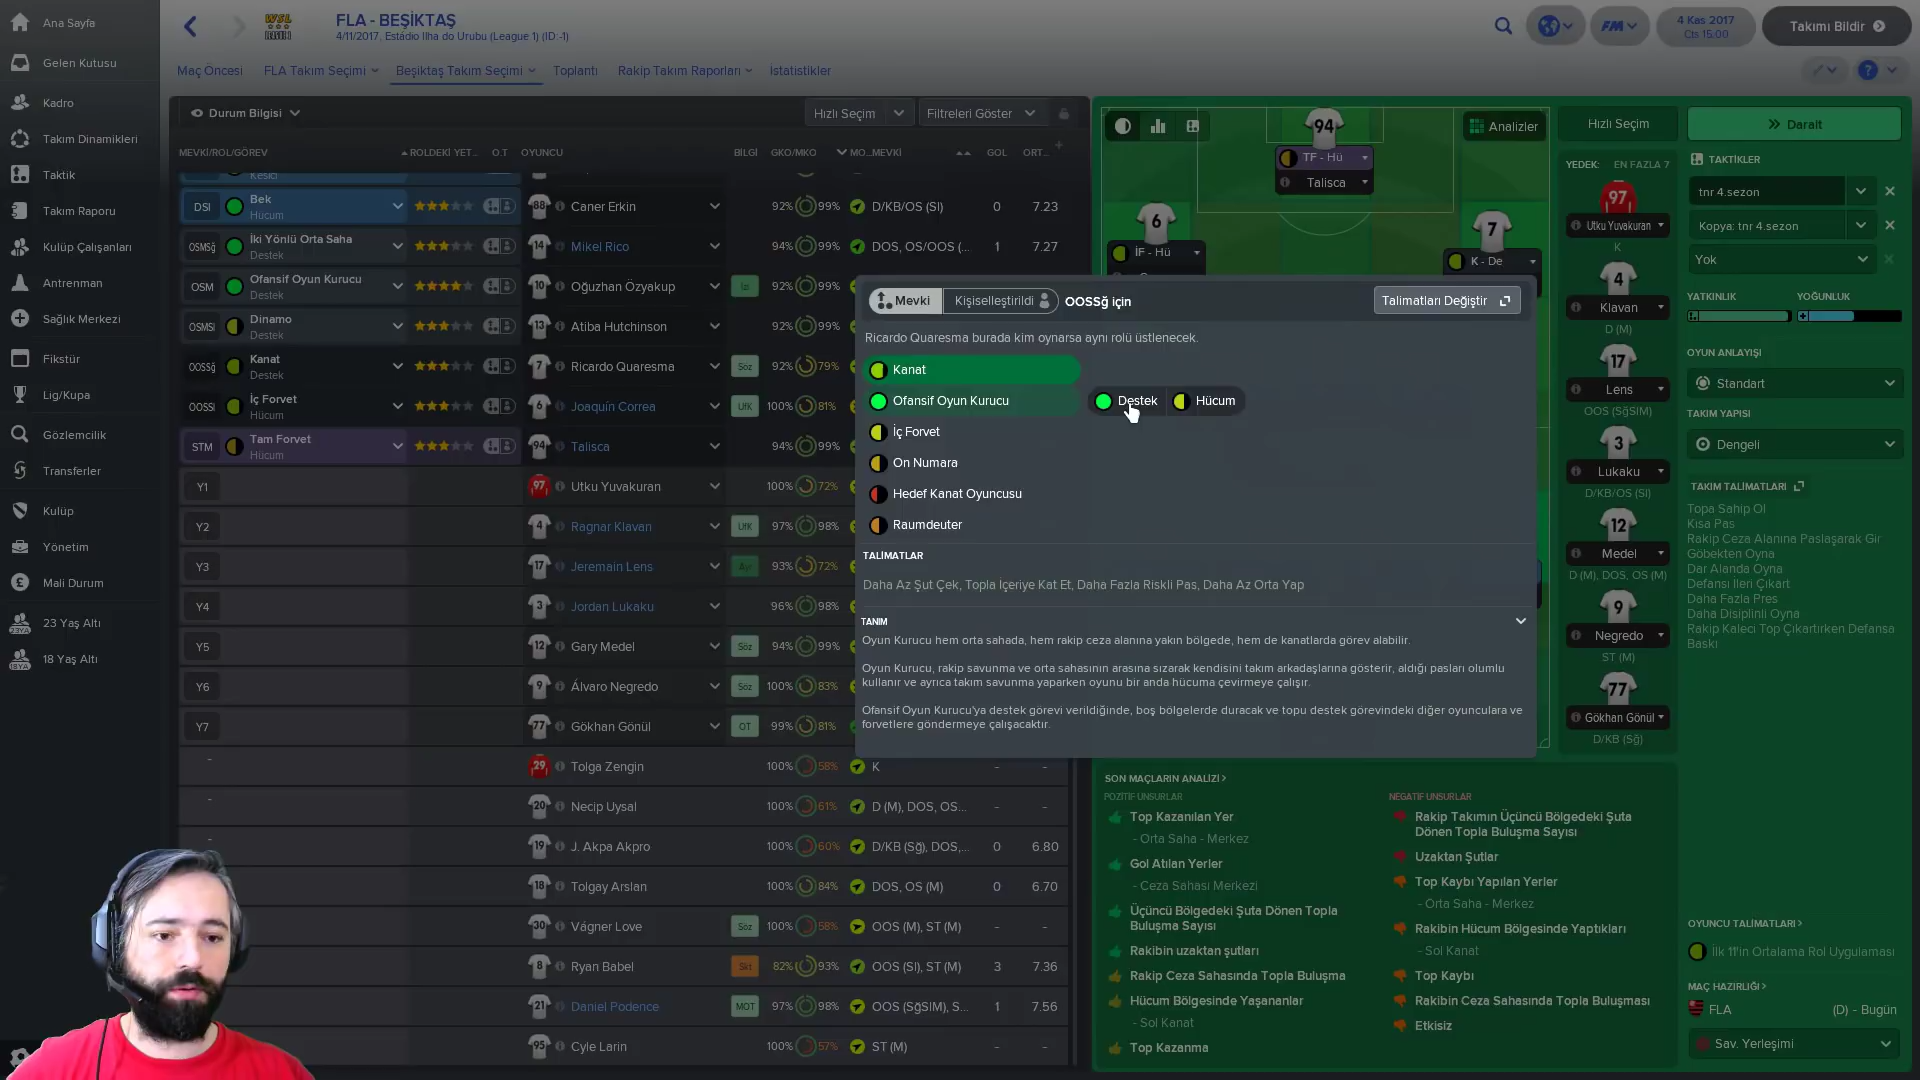 Ana Sayfa
Gelen Kutusu
Kadro
Takım Dinamikleri
Taktik
Takım Raporu
Kulüp Çalışanları
Antrenman
Sağlık Merkezi
Fikstür
Lig/Kupa
Gözlemcilik
Transferler
Kulüp
Yönetim
Mali Durum
23 Yaş Altı
18 Yaş Altı
FLA - BEŞİKTAŞ
4/11/2017, Estádio Ilha do Urubu (League 1) (ID:-1)
4 Kas 2017
Cts 15:00
Takımı Bildir
Maç Öncesi FLA Takım Seçimi Beşiktaş Takım Seçimi Toplantı Rakip Takım Raporları İstatistikler
Durum Bilgisi Hızlı Seçim Filtreleri Göster
MEVKİ/ROL/GÖREV ROLDEKİ YET... O.T OYUNCU BİLGİ GKO/MKO MO... MEVKİ GOL ORT...
Kesici
DSI Bek Hücum 88 Caner Erkin 92% 99% D/KB/OS (Sl) 0 7.23
OSMSğ İki Yönlü Orta Saha Destek 14 Mikel Rico 94% 99% DOS, OS/OOS (... 1 7.27
OSM Ofansif Oyun Kurucu Destek 10 Oğuzhan Özyakup 92% 99%
OSMSl Dinamo Destek 13 Atiba Hutchinson 92% 99%
OOSSğ Kanat Destek 7 Ricardo Quaresma Söz 92% 79%
OOSSl İç Forvet Hücum 6 Joaquín Correa UfK 100% 81%
STM Tam Forvet Hücum 94 Talisca 94% 99%
Y1 97 Utku Yuvakuran 100% 72%
Y2 4 Ragnar Klavan UfK 97% 98%
Y3 17 Jeremain Lens Ayr 93% 72%
Y4 3 Jordan Lukaku 96% 98%
Y5 12 Gary Medel Söz 94% 99%
Y6 9 Álvaro Negredo Söz 100% 83%
Y7 77 Gökhan Gönül OT 99% 81%
- 29 Tolga Zengin 100% 58% K - -
- 20 Necip Uysal 100% 61% D (M), DOS, OS... - -
- 19 J. Akpa Akpro 100% 60% D/KB (Sğ), DOS,... 0 6.80
18 Tolgay Arslan 100% 84% DOS, OS (M) 0 6.70
30 Vágner Love Söz 100% 58% OOS (M), ST (M) - -
8 Ryan Babel Skt 82% 93% OOS (Sl), ST (M) 3 7.36
21 Daniel Podence MOT 97% 98% OOS (SğSlM), S... 1 7.56
95 Cyle Larin 100% 57% ST (M) - -
Analizler
94
TF - Hü
Talisca
6
İF - Hü
7
K - De
Mevki Kişiselleştirildi OOSSğ için Talimatları Değiştir
Ricardo Quaresma burada kim oynarsa aynı rolü üstlenecek.
Kanat
Ofansif Oyun Kurucu Destek Hücum
İç Forvet
On Numara
Hedef Kanat Oyuncusu
Raumdeuter
TALİMATLAR
Daha Az Şut Çek, Topla İçeriye Kat Et, Daha Fazla Riskli Pas, Daha Az Orta Yap
TANIM
Oyun Kurucu hem orta sahada, hem rakip ceza alanına yakın bölgede, hem de kanatlarda görev alabilir.
Oyun Kurucu, rakip savunma ve orta sahasının arasına sızarak kendisini takım arkadaşlarına gösterir, aldığı pasları olumlu
kullanır ve ayrıca takım savunma yaparken oyunu bir anda hücuma çevirmeye çalışır.
Ofansif Oyun Kurucu'ya destek görevi verildiğinde, boş bölgelerde duracak ve topu destek görevindeki diğer oyunculara ve
forvetlere göndermeye çalışacaktır.
SON MAÇLARIN ANALİZİ
POZİTİF UNSURLAR
Top Kazanılan Yer
- Orta Saha - Merkez
Gol Atılan Yerler
- Ceza Sahası Merkezi
Üçüncü Bölgedeki Şuta Dönen Topla
Buluşma Sayısı
Rakibin uzaktan şutları
Rakip Ceza Sahasında Topla Buluşma
Hücum Bölgesinde Yaşananlar
- Sol Kanat
Top Kazanma
NEGATİF UNSURLAR
Rakip Takımın Üçüncü Bölgedeki Şuta
Dönen Topla Buluşma Sayısı
Uzaktan Şutlar
Top Kaybı Yapılan Yerler
- Orta Saha - Merkez
Rakibin Hücum Bölgesinde Yaptıkları
- Sol Kanat
Top Kaybı
Rakibin Ceza Sahasında Topla Buluşması
Etkisiz
Hızlı Seçim
YEDEK: EN FAZLA 7
97
Utku Yuvakuran
K
4
Klavan
D (M)
17
Lens
OOS (SğSlM)
3
Lukaku
D/KB/OS (Sl)
12
Medel
D (M), DOS, OS (M)
9
Negredo
ST (M)
77
Gökhan Gönül
D/KB (Sğ)
Daralt
TAKTİKLER
tnr 4.sezon
Kopya: tnr 4.sezon
Yok
YATKINLIK YOĞUNLUK
OYUN ANLAYIŞI
Standart
TAKIM YAPISI
Dengeli
TAKIM TALİMATLARI
Topa Sahip Ol
Kısa Pas
Rakip Ceza Alanına Paslaşarak Gir
Göbekten Oyna
Dar Alanda Oyna
Defansı İleri Çıkart
Daha Fazla Pres
Daha Disiplinli Oyna
Rakip Kaleci Top Çıkartırken Defansa
Baskı
OYUNCU TALİMATLARI
İlk 11'in Ortalama Rol Uygulaması
MAÇ HAZIRLIĞI
FLA (D) - Bugün
Sav. Yerleşimi